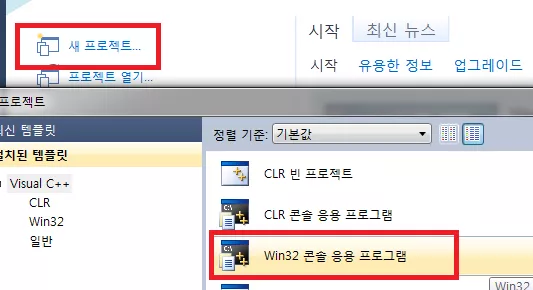 새 프로젝트...
프로젝트 열기...
시작 최신 뉴스
시작 유용한 정보 업그레이드
프로젝트
최신 템플릿
설치된 템플릿
Visual C++
CLR
Win32
일반
정렬 기준: 기본값
CLR 빈 프로젝트
CLR 콘솔 응용 프로그램
Win32 콘솔 응용 프로그램
Win32